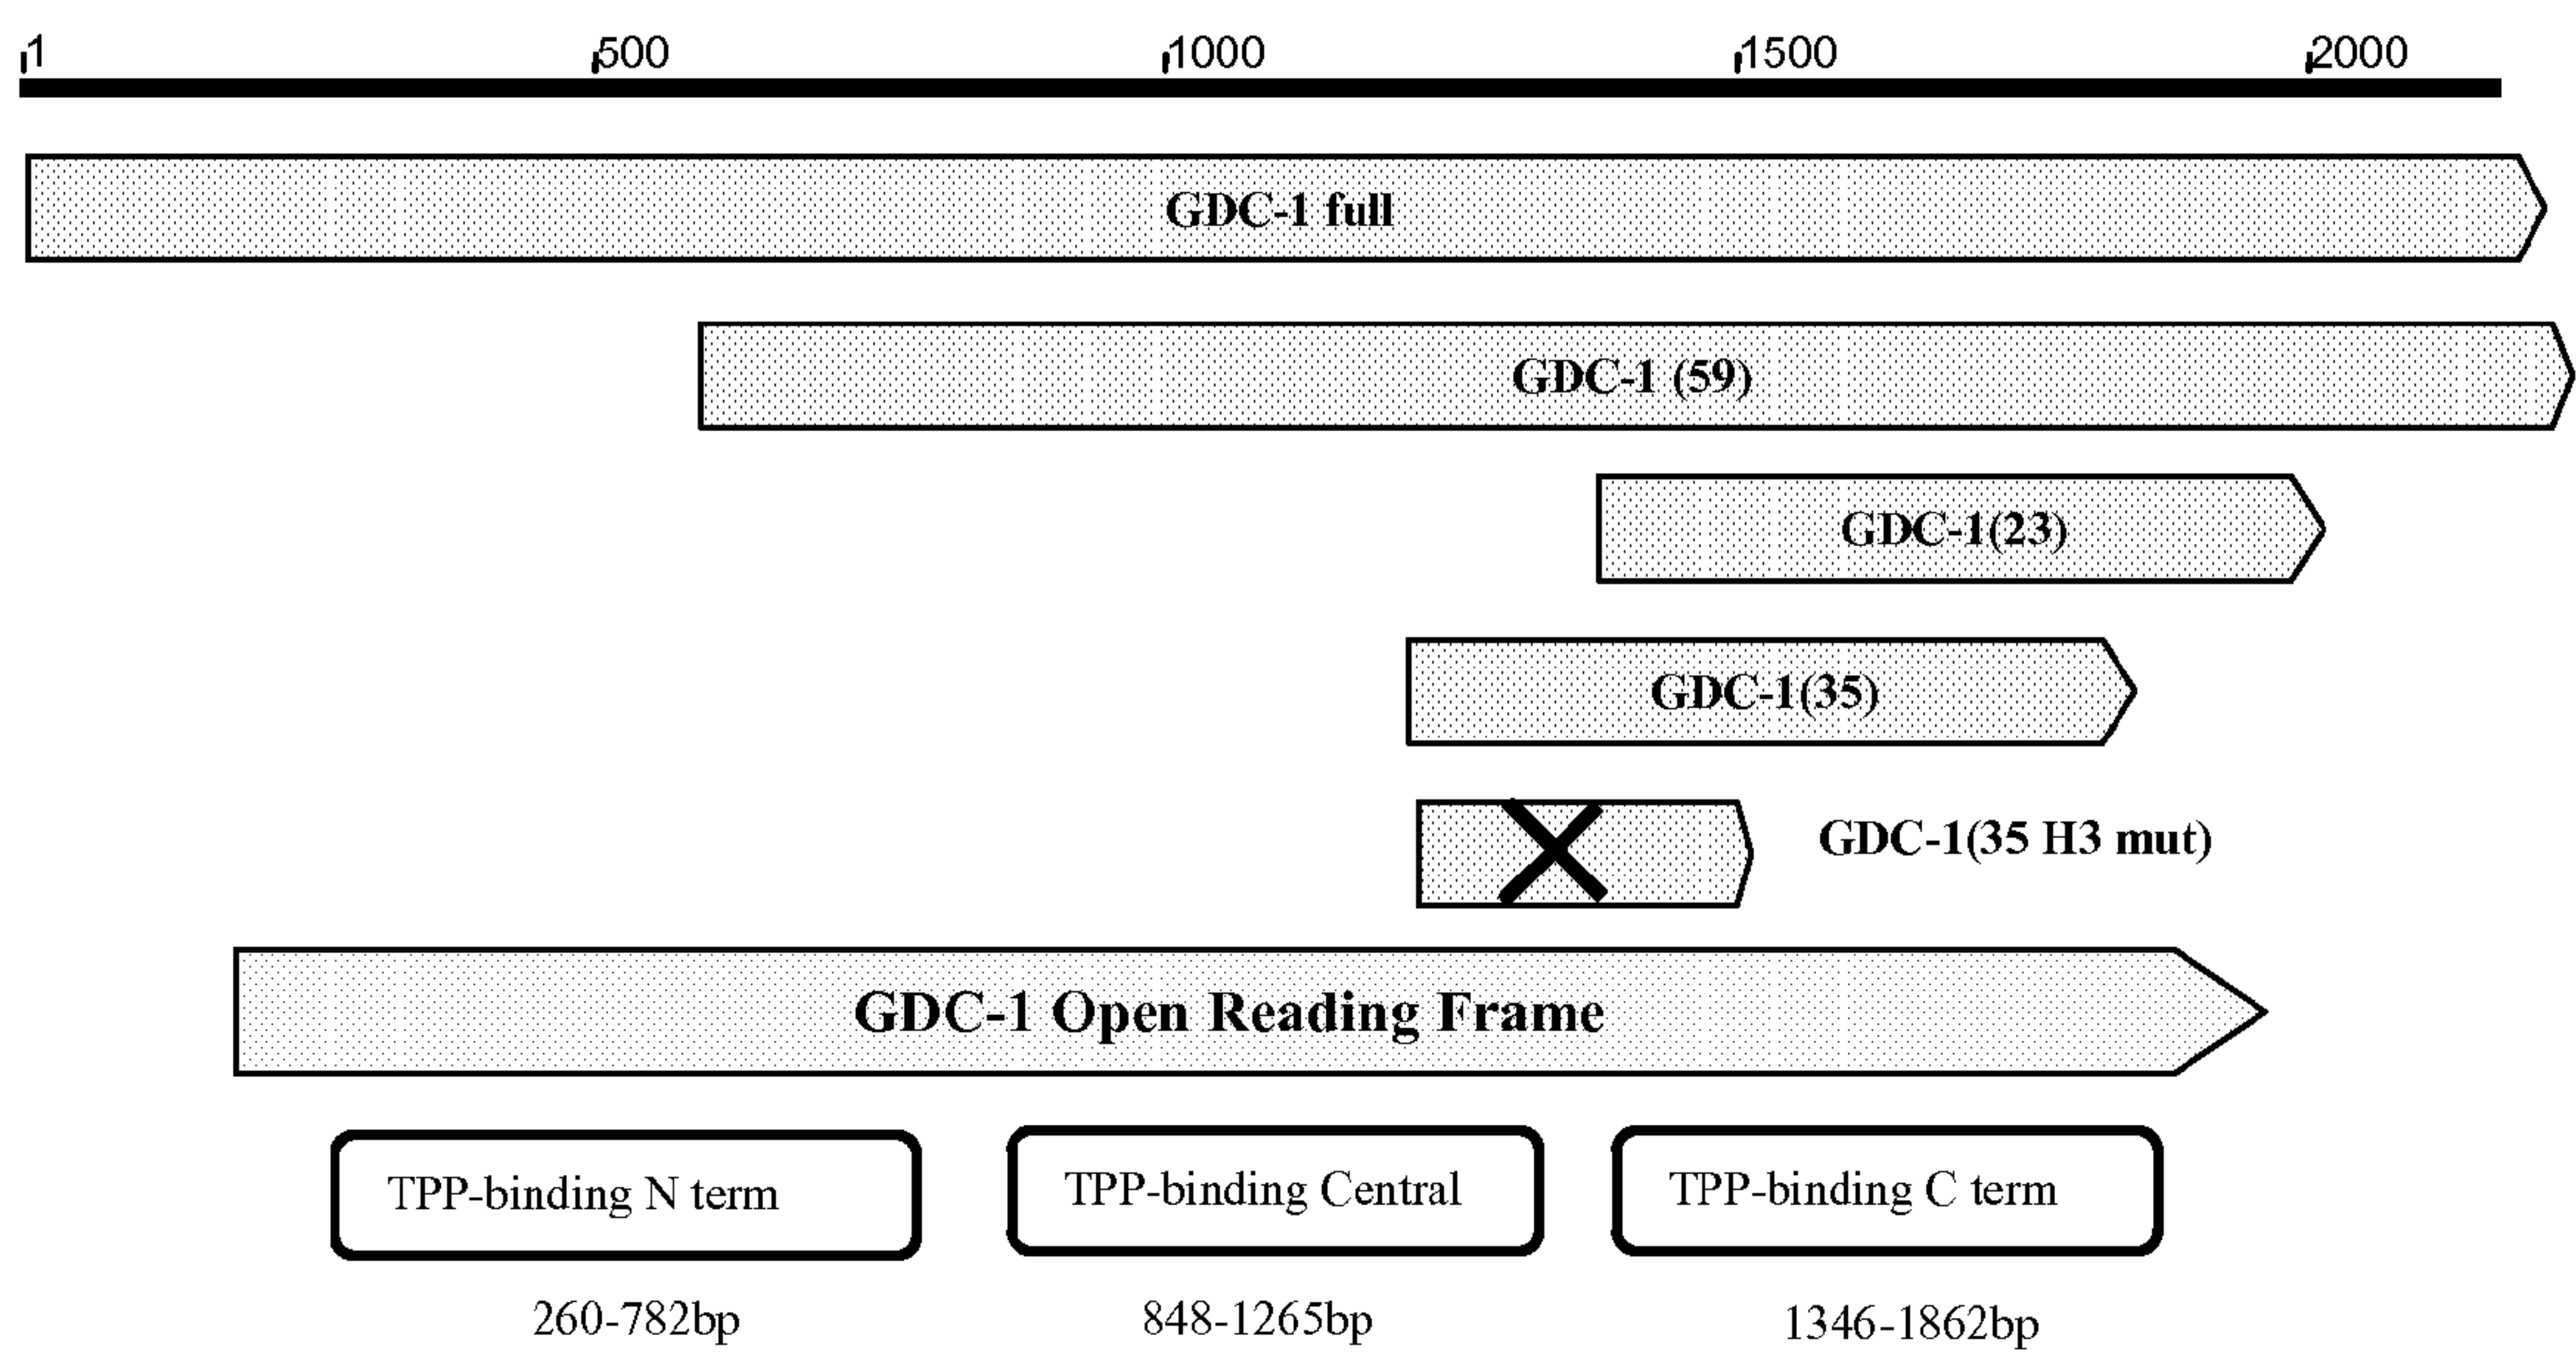 1 500 1000 1500 2000
GDC-1 full
GDC-1 (59)
GDC-1(23)
GDC-1(35)
GDC-1(35 H3 mut)
GDC-1 Open Reading Frame
TPP-binding N term TPP-binding Central TPP-binding C term
260-782bp 848-1265bp 1346-1862bp